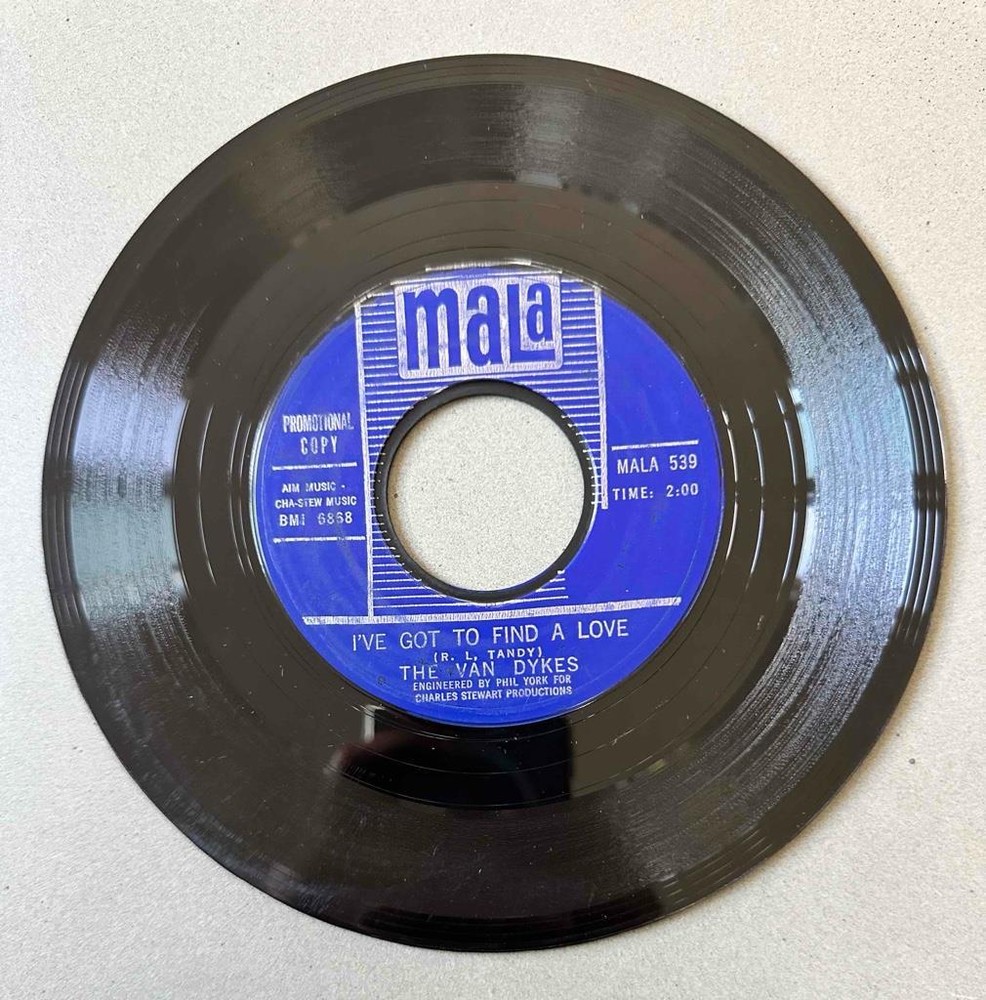 mala
PROMOTIONAL
COPY
AIM MUSIC -
CHA-STEW MUSIC
BMI 6868
MALA 539
TIME: 2:00
I'VE GOT TO FIND A LOVE
(R. L. TANDY)
THE VAN DYKES
ENGINEERED BY PHIL YORK FOR
CHARLES STEWART PRODUCTIONS